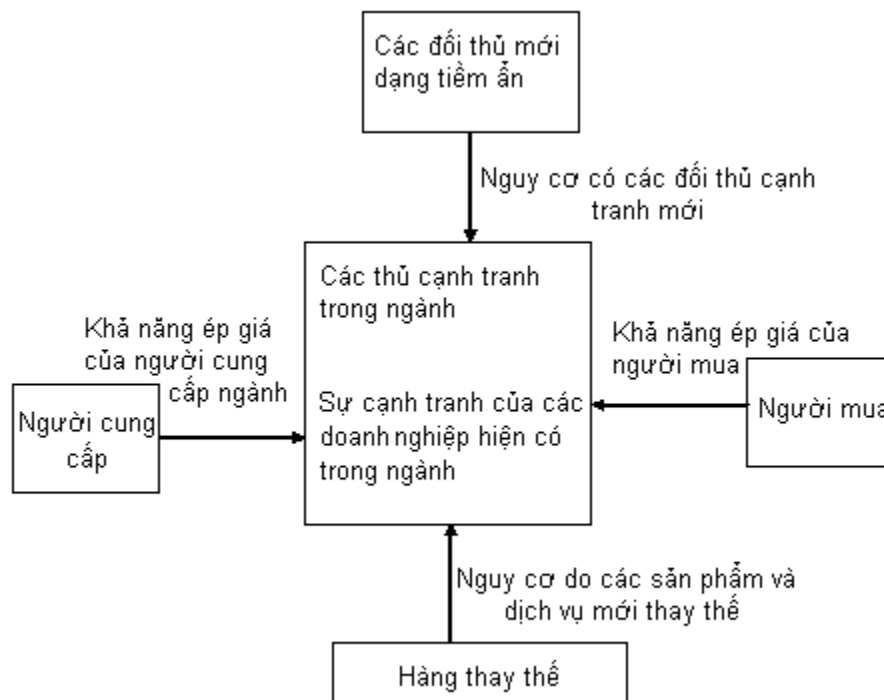 Các đối thủ mới
dạng tiềm ẩn
Nguy cơ có các đối thủ cạnh
tranh mới
Các thủ cạnh tranh
trong ngành
Khả năng ép giá
của người cung
cấp ngành
Khả năng ép giá của
người mua
Người cung
cấp
Sự cạnh tranh của các
doanh nghiệp hiện có
trong ngành
Người mua
Nguy cơ do các sản phẩm và
dịch vụ mới thay thế
Hàng thay thế